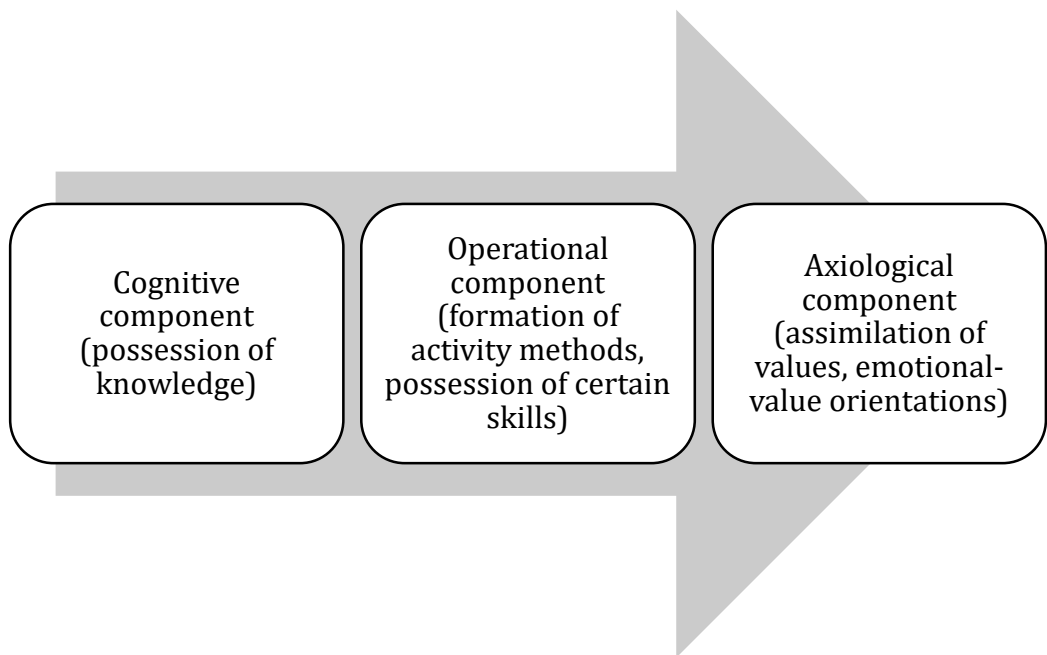 Cognitive
component
(possession of
knowledge)
Operational
component
(formation of
activity methods,
possession of certain
skills)
Axiological
component
(assimilation of
values, emotional-
value orientations)